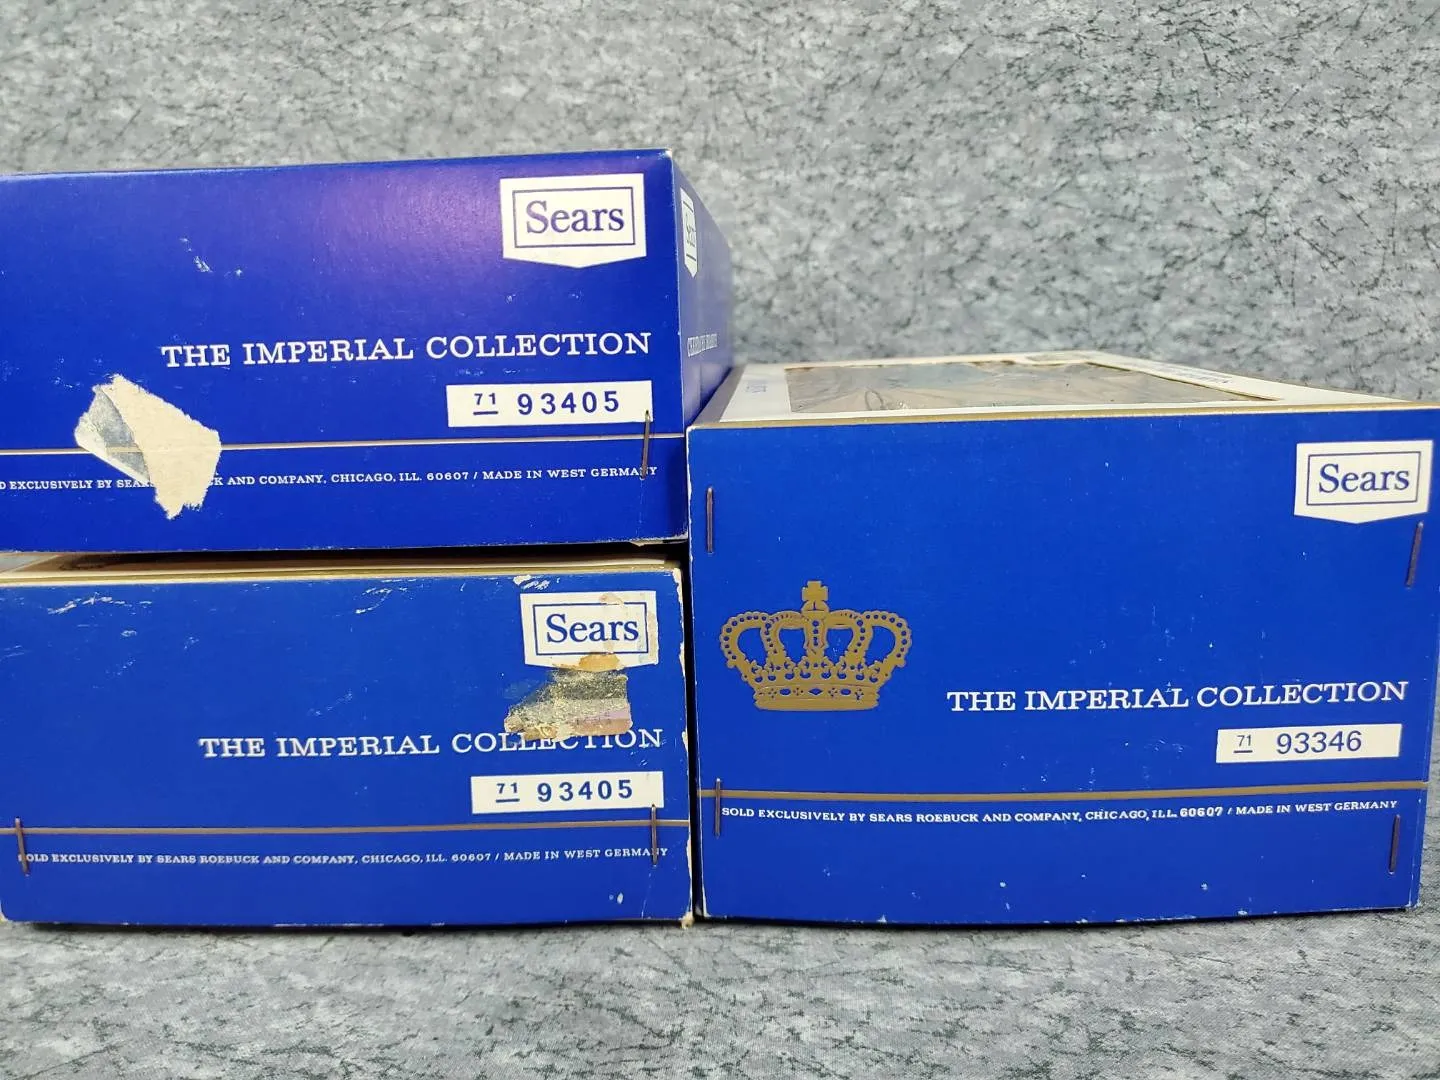 Sears
THE IMPERIAL COLLECTION
71 93405
EXCLUSIVELY BY AND COMPANY, CHICAGO, ILL. 60607 / MADE IN WEST GERMANY
Sears
THE IMPERIAL COLLECTION
71 93405
SOLD EXCLUSIVELY BY SEARS ROEBUCK AND COMPANY, CHICAGO, ILL. 60607 / MADE IN WEST GERMANY
Sears
THE IMPERIAL COLLECTION
71 93346
SOLD EXCLUSIVELY BY SEARS ROEBUCK AND COMPANY, CHICAGO, ILL. 60607 / MADE IN WEST GERMANY